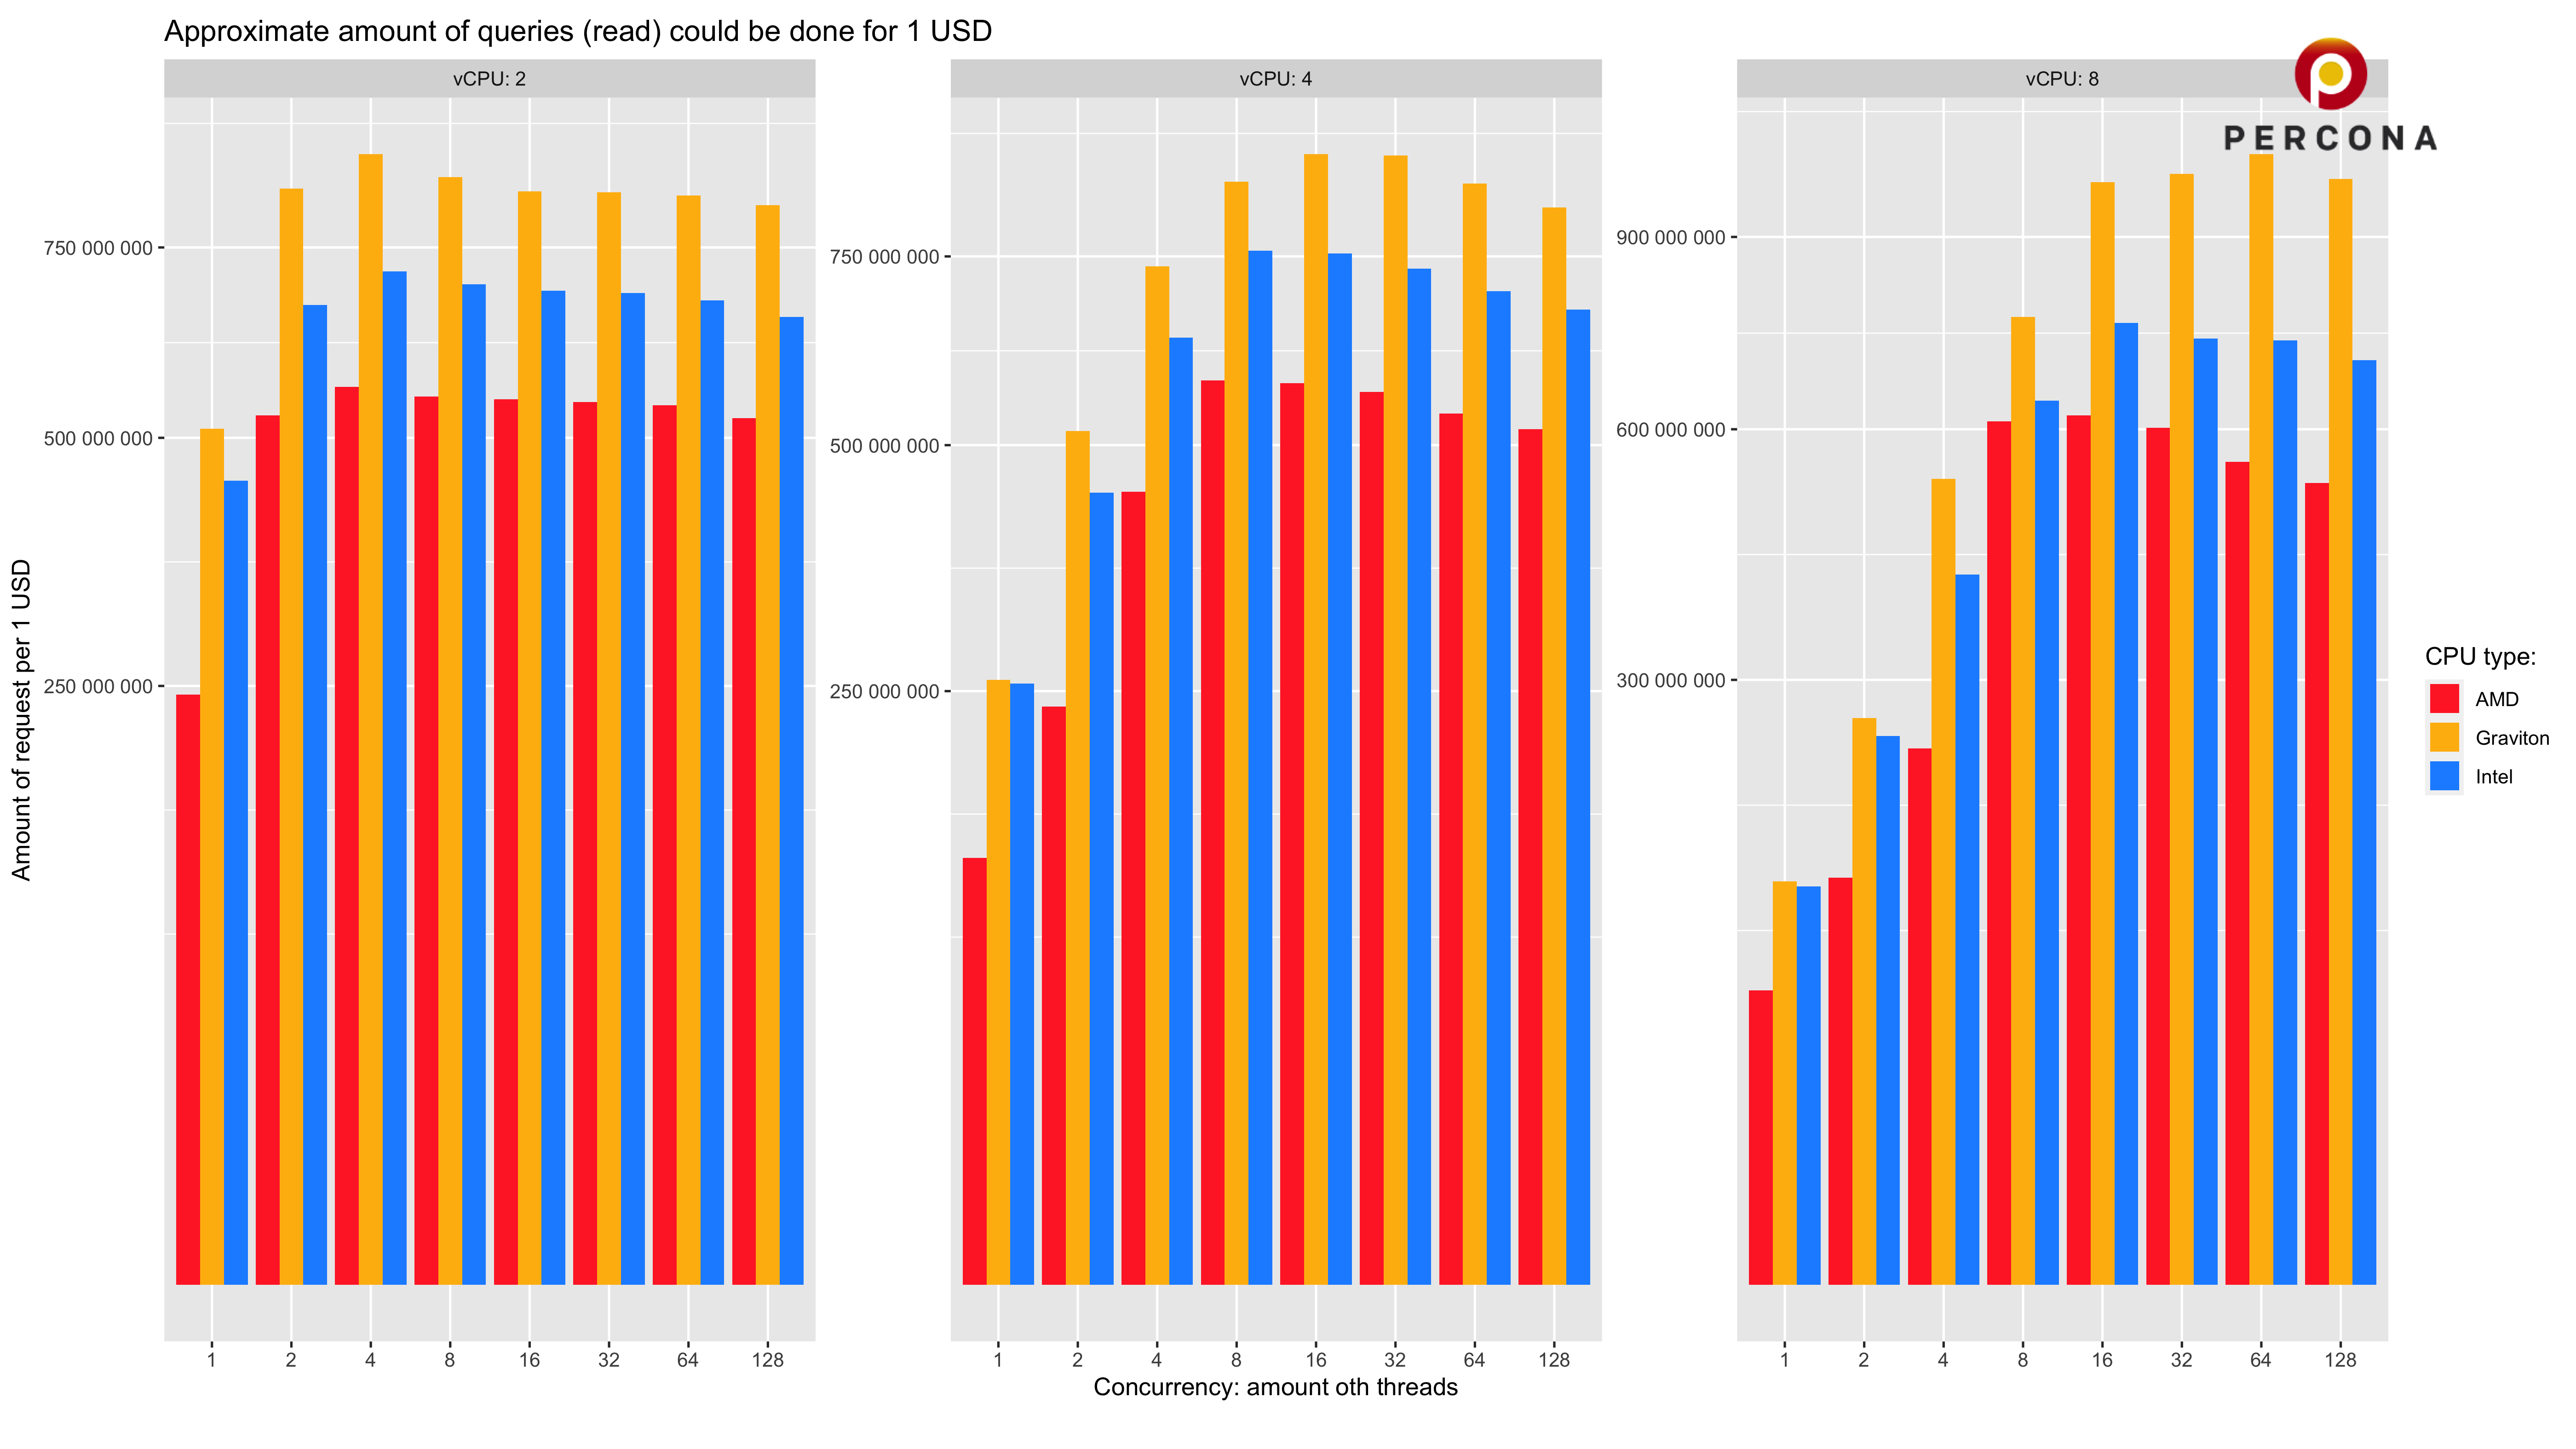 Approximate amount of queries (read) could be done for 1 USD
PERCONA
vCPU: 2
vCPU: 4
vCPU: 8
Amount of request per 1 USD
750 000 000
500 000 000
250 000 000
750 000 000
500 000 000
250 000 000
900 000 000
600 000 000
300 000 000
1 2 4 8 16 32 64 128
1 2 4 8 16 32 64 128
1 2 4 8 16 32 64 128
Concurrency: amount oth threads
CPU type:
AMD
Graviton
Intel